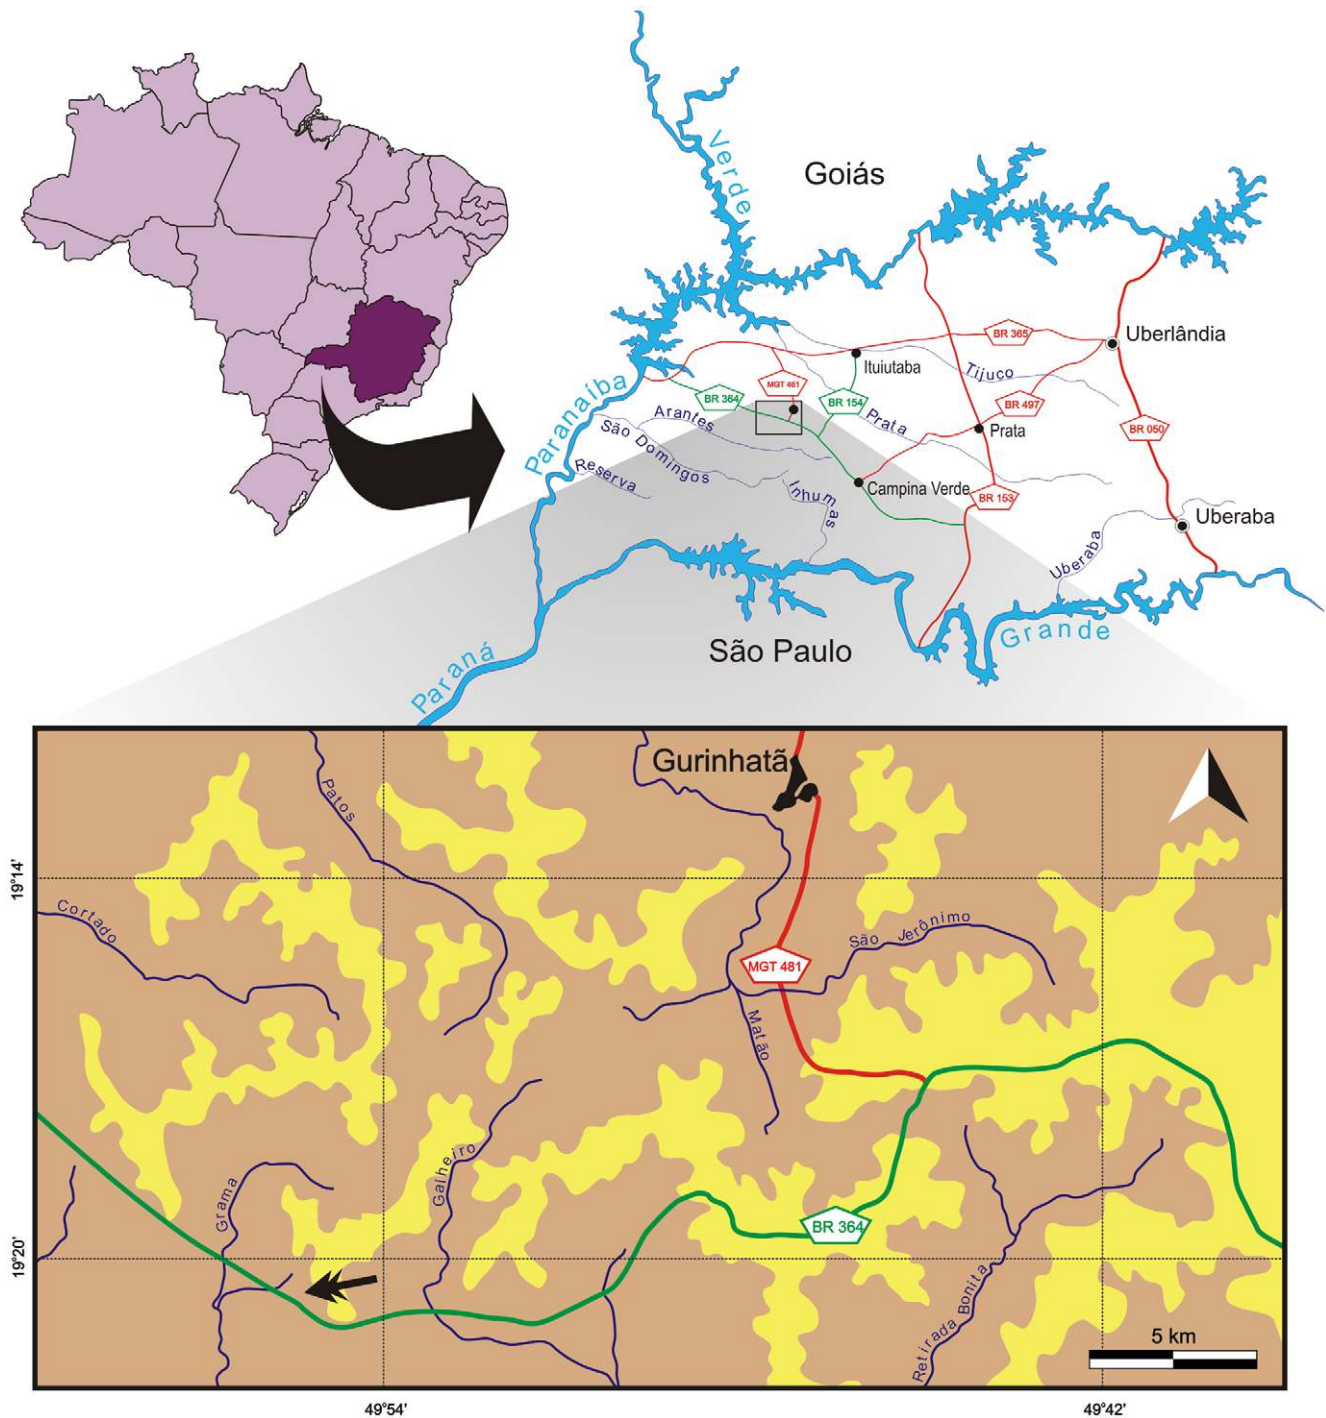 Goiás
Verde
Uberlândia
BR 365
Ituiutaba
Tijuco
MGT 461
BR 364
BR 154
BR 497
Paranaíba
Arantes
Prata
Prata
BR 050
São Domingos
Reserva
Inhumas
Campina Verde
BR 153
Uberaba
Uberaba
Grande
São Paulo
Paraná
Gurinhatã
Patos
19°14'
Cortado
São Jerônimo
MGT 481
Matão
Galheiro
Grama
BR 364
19°20'
Retirada Bonita
5 km
49°54'
49°42'